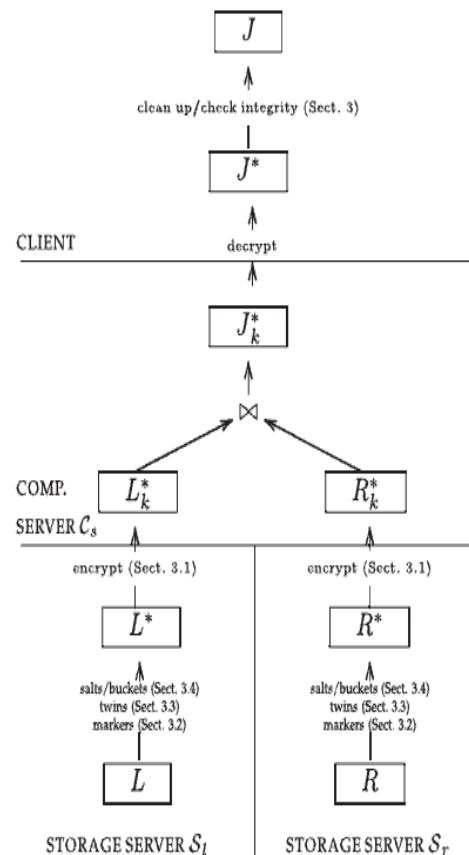 J
clean up/check integrity (Sect. 3)
J*
CLIENT
decrypt
J*k
⋈
COMP.
SERVER Cs
L*k
R*k
encrypt (Sect. 3.1)
encrypt (Sect. 3.1)
L*
R*
salts/buckets (Sect. 3.4)
twins (Sect. 3.3)
markers (Sect. 3.2)
salts/buckets (Sect. 3.4)
twins (Sect. 3.3)
markers (Sect. 3.2)
L
R
STORAGE SERVER Sl
STORAGE SERVER Sr